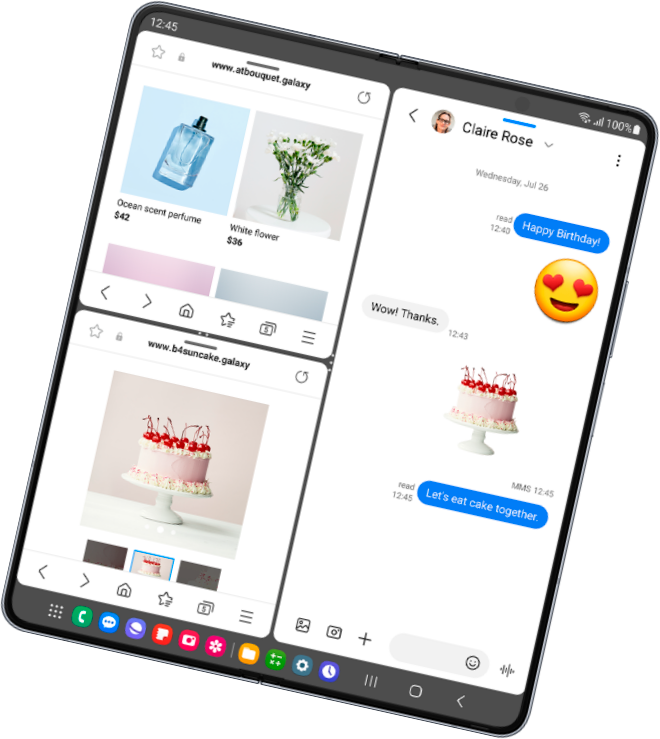 12:45
www.atbouquet.galaxy
Ocean scent perfume
$42
White flower
$36
5
www.b4suncake.galaxy
5
100%
Claire Rose
Wednesday, Jul 26
read
12:40
Happy Birthday!
Wow! Thanks.
12:43
MMS 12:45
read
12:45
Let's eat cake together.